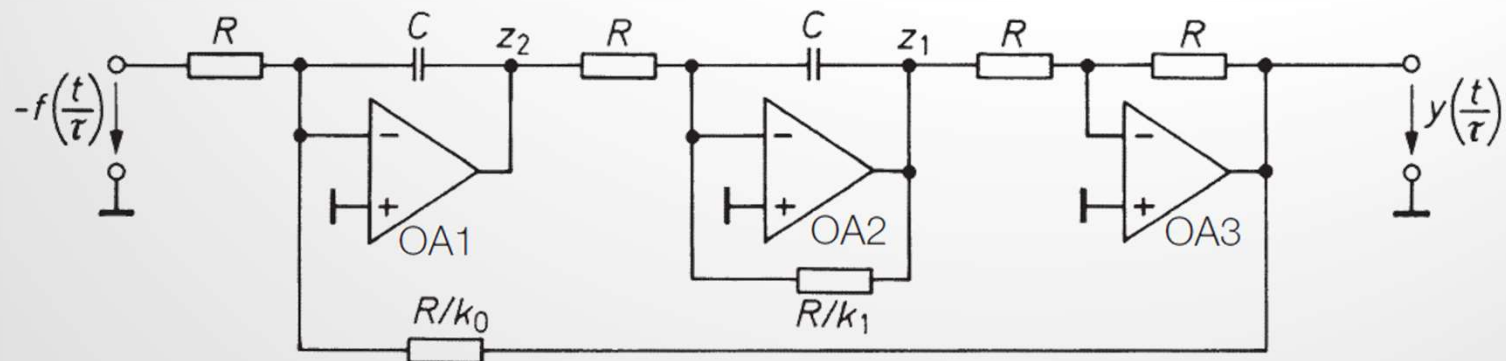 R C z₂ R C z₁ R R
-f(t/τ) y(t/τ)
− − −
+ + +
OA1 OA2 OA3
R/k₀ R/k₁